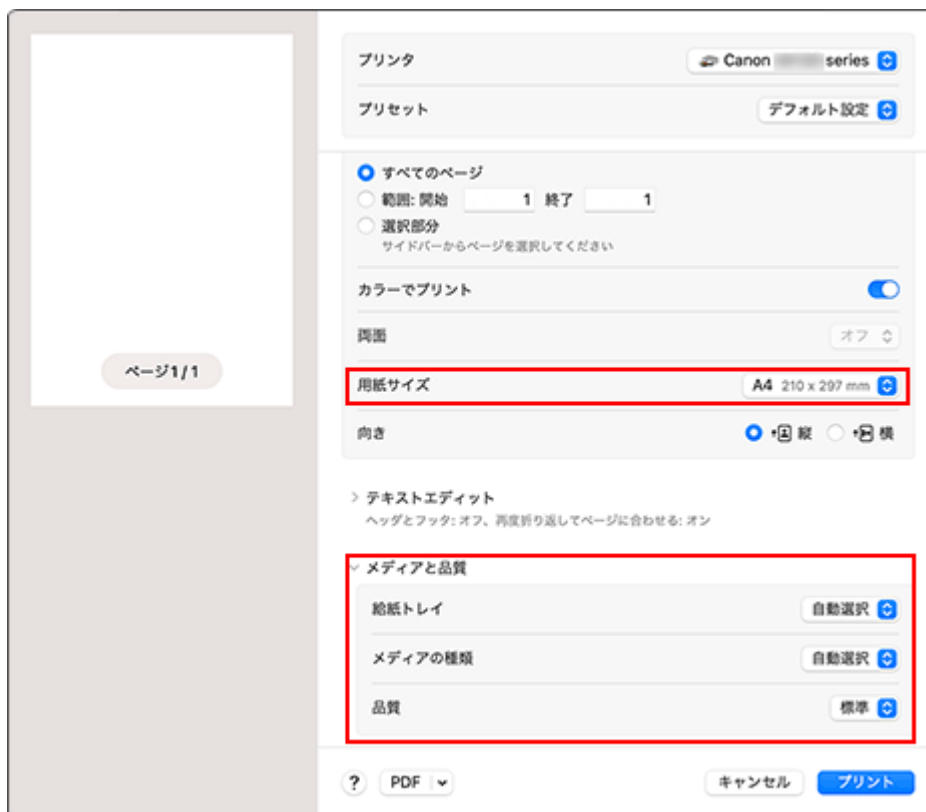 プリンタ Canon series
プリセット デフォルト設定
すべてのページ
範囲: 開始 1 終了 1
選択部分
サイドバーからページを選択してください
カラーでプリント
両面 オフ
ページ1/1
用紙サイズ A4 210 x 297 mm
向き 縦 横
テキストエディット
ヘッダとフッタ: オフ、再度折り返してページに合わせる: オン
メディアと品質
給紙トレイ 自動選択
メディアの種類 自動選択
品質 標準
? PDF キャンセル プリント